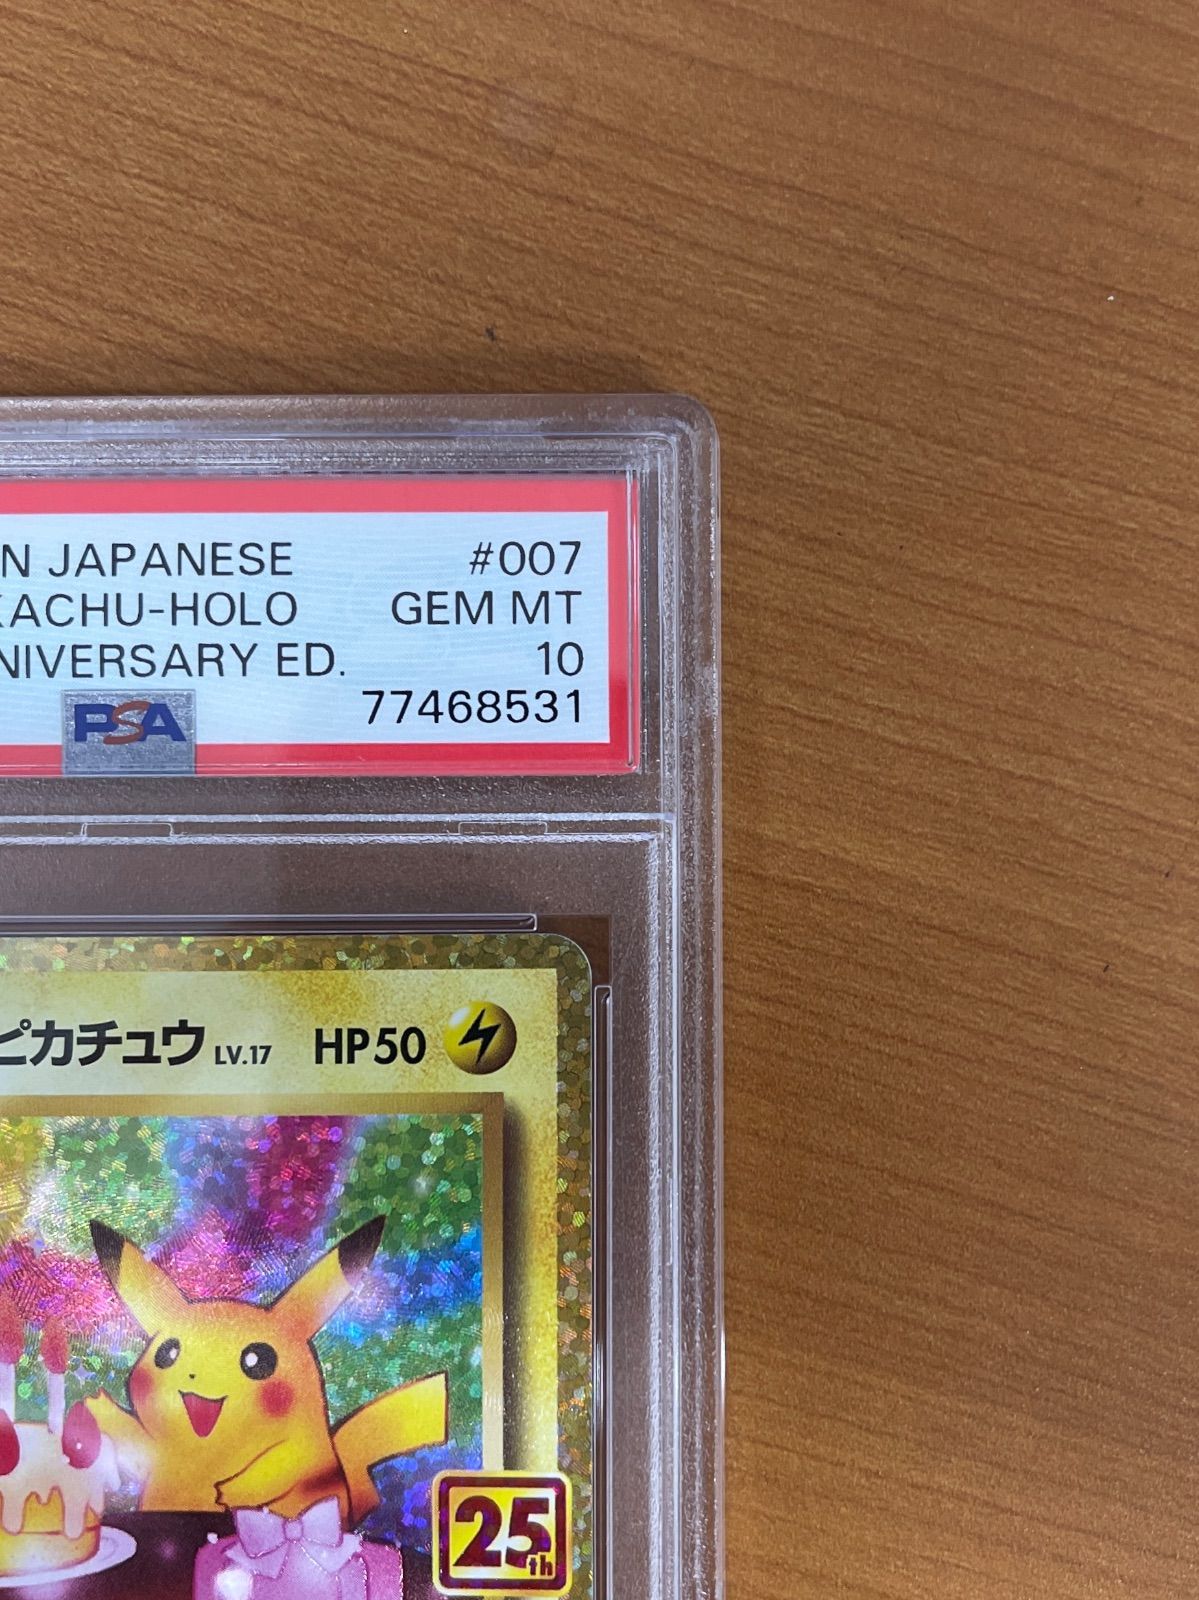 N JAPANESE #007
KACHU-HOLO GEM MT
NIVERSARY ED. 10
PSA 77468531
ピカチュウ LV.17 HP50
25th